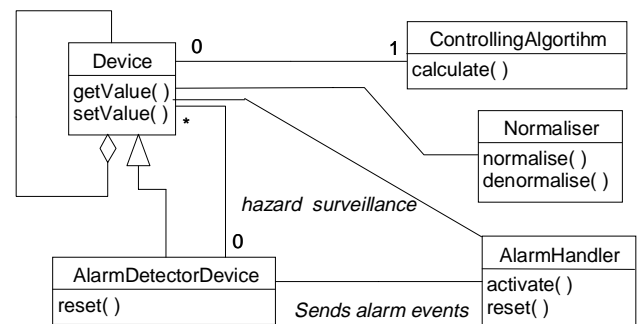 0
1
Device
getValue( )
setValue( )
*
ControllingAlgortihm
calculate( )
Normaliser
normalise( )
denormalise( )
hazard surveillance
0
AlarmDetectorDevice
reset( )
Sends alarm events
AlarmHandler
activate( )
reset( )